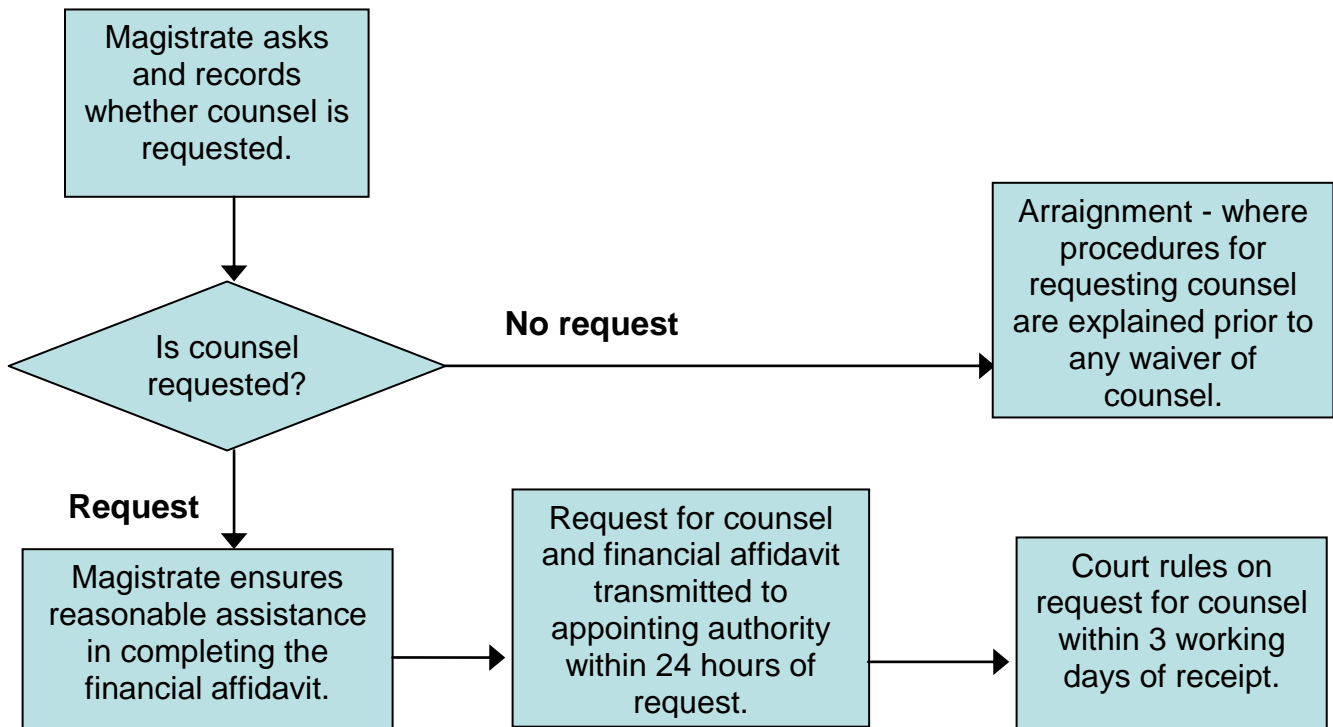 Magistrate asks
and records
whether counsel is
requested.
Is counsel
requested?
No request
Arraignment - where
procedures for
requesting counsel
are explained prior to
any waiver of
counsel.
Request
Magistrate ensures
reasonable assistance
in completing the
financial affidavit.
Request for counsel
and financial affidavit
transmitted to
appointing authority
within 24 hours of
request.
Court rules on
request for counsel
within 3 working
days of receipt.